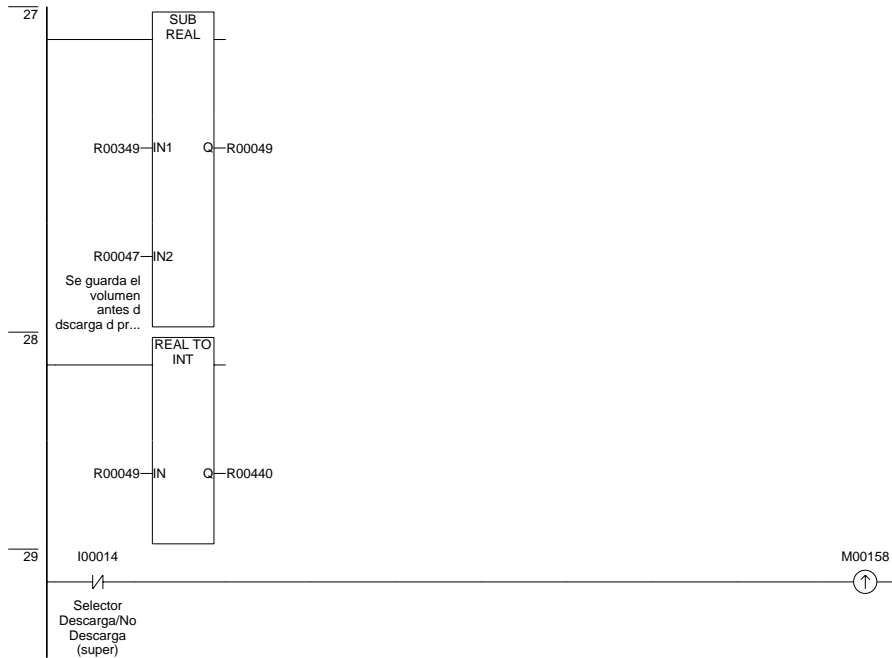 27
SUB
REAL
R00349 IN1 Q R00049
R00047 IN2
Se guarda el
volumen
antes d
dscarga d pr...
28
REAL TO
INT
R00049 IN Q R00440
29
I00014 M00158
Selector
Descarga/No
Descarga
(super)